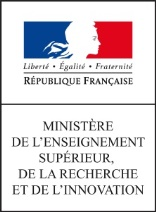 Liberté • Égalité • Fraternité
RÉPUBLIQUE FRANÇAISE
MINISTÈRE
DE L'ENSEIGNEMENT
SUPÉRIEUR,
DE LA RECHERCHE
ET DE L'INNOVATION